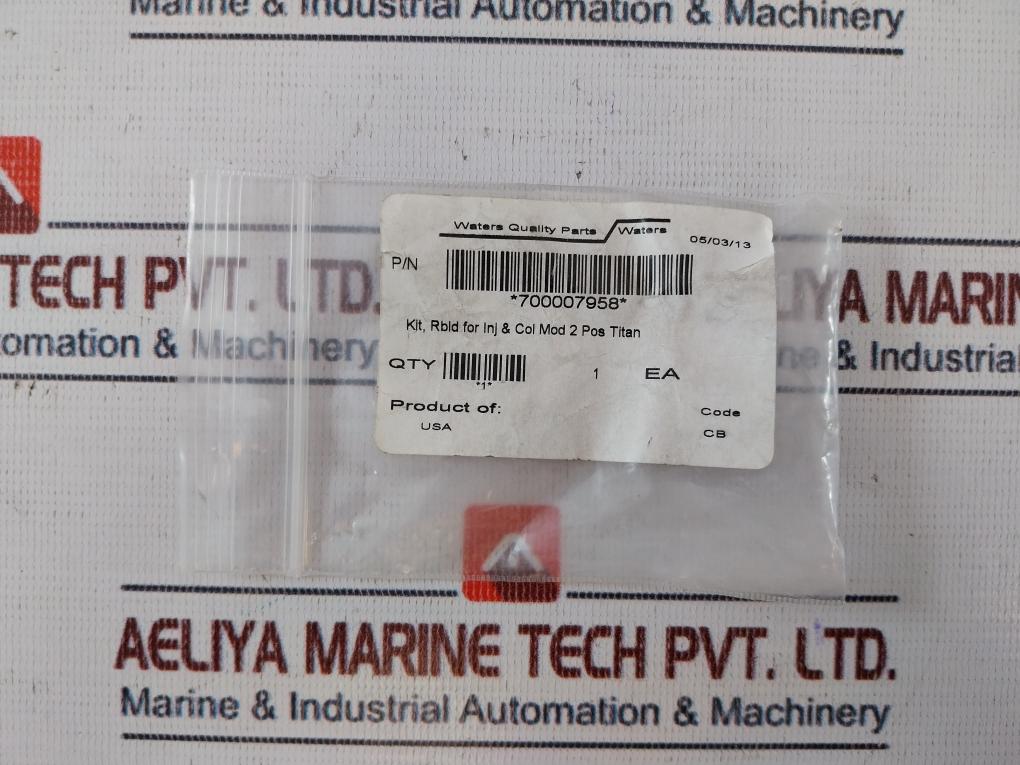 Marine & Industrial Automation & Machinery
TECH PVT. LTD.
omation & Machinery
Waters Quality Parts Waters
05/03/13
P/N
*700007958*
Kit, Rbld for Inj & Col Mod 2 Pos Titan
QTY 1 EA
*1*
Product of: Code
USA CB
LIYA MARIN
ne & Industrial
AELIYA MARINE TECH PVT. LTD.
Marine & Industrial Automation & Machinery